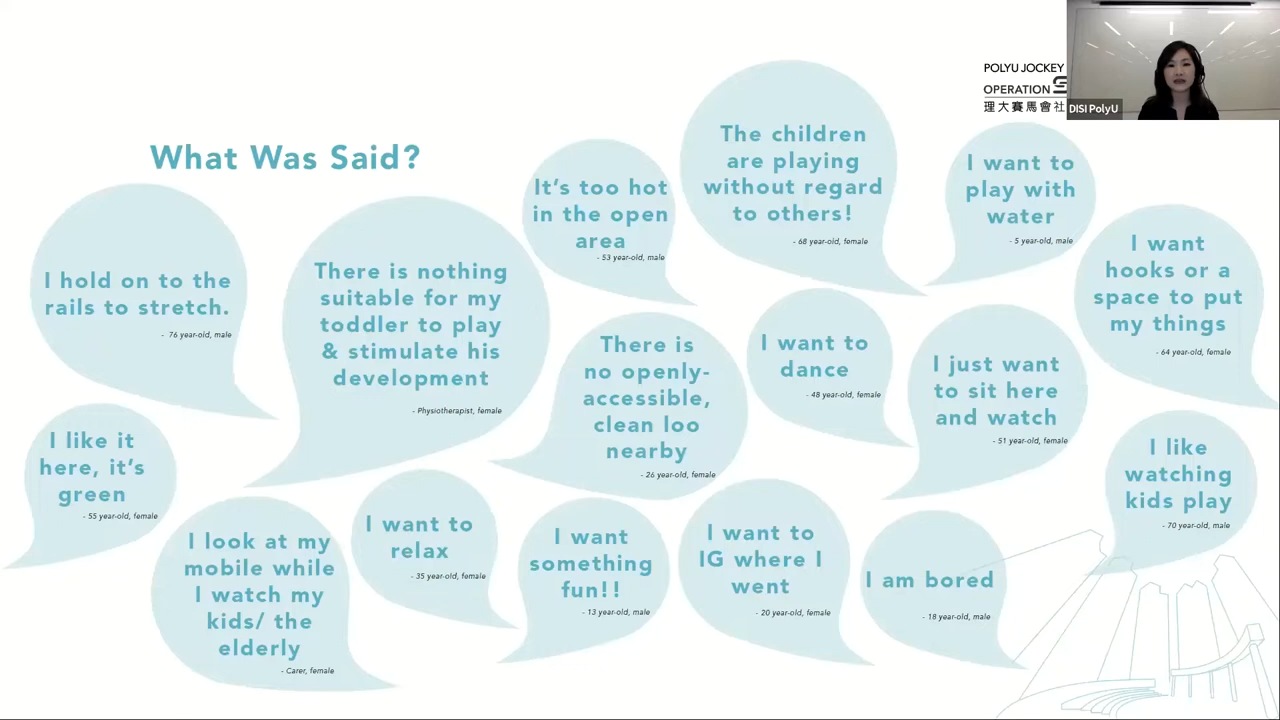 POLYU JOCKEY
OPERATION S
理大賽馬會社
DISI PolyU
What Was Said?
I hold on to the
rails to stretch.
- 76 year-old, male
There is nothing
suitable for my
toddler to play
& stimulate his
development
- Physiotherapist, female
It's too hot
in the open
area
- 53 year-old, male
The children
are playing
without regard
to others!
- 68 year-old, female
I want to
play with
water
- 5 year-old, male
I want
hooks or a
space to put
my things
- 64 year-old, female
There is
no openly-
accessible,
clean loo
nearby
- 26 year-old, female
I want to
dance
- 48 year-old, female
I just want
to sit here
and watch
- 51 year-old, female
I like it
here, it's
green
- 55 year-old, female
I look at my
mobile while
I watch my
kids/ the
elderly
- Carer, female
I want to
relax
- 35 year-old, female
I want
something
fun!!
- 13 year-old, male
I want to
IG where I
went
- 20 year-old, female
I am bored
- 18 year-old, male
I like
watching
kids play
- 70 year-old, male